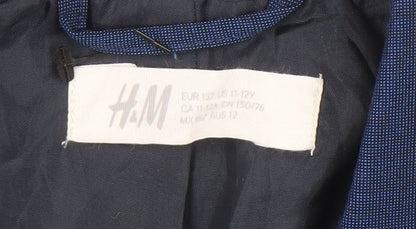 H&M
EUR 152 US 11-12Y
CA 11-12A CN 150/76
MX 152 AUS 12